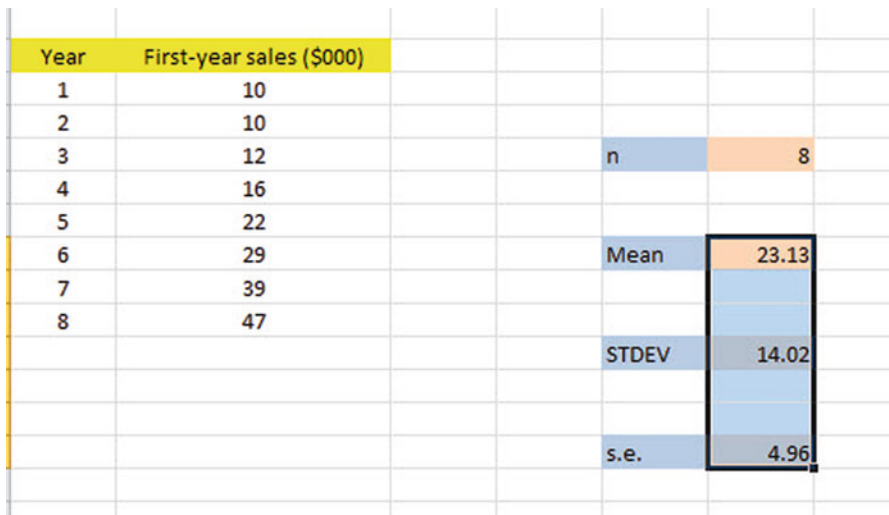 Year First-year sales ($000)
1 10
2 10
3 12 n 8
4 16
5 22
6 29 Mean 23.13
7 39
8 47
STDEV 14.02
s.e. 4.96